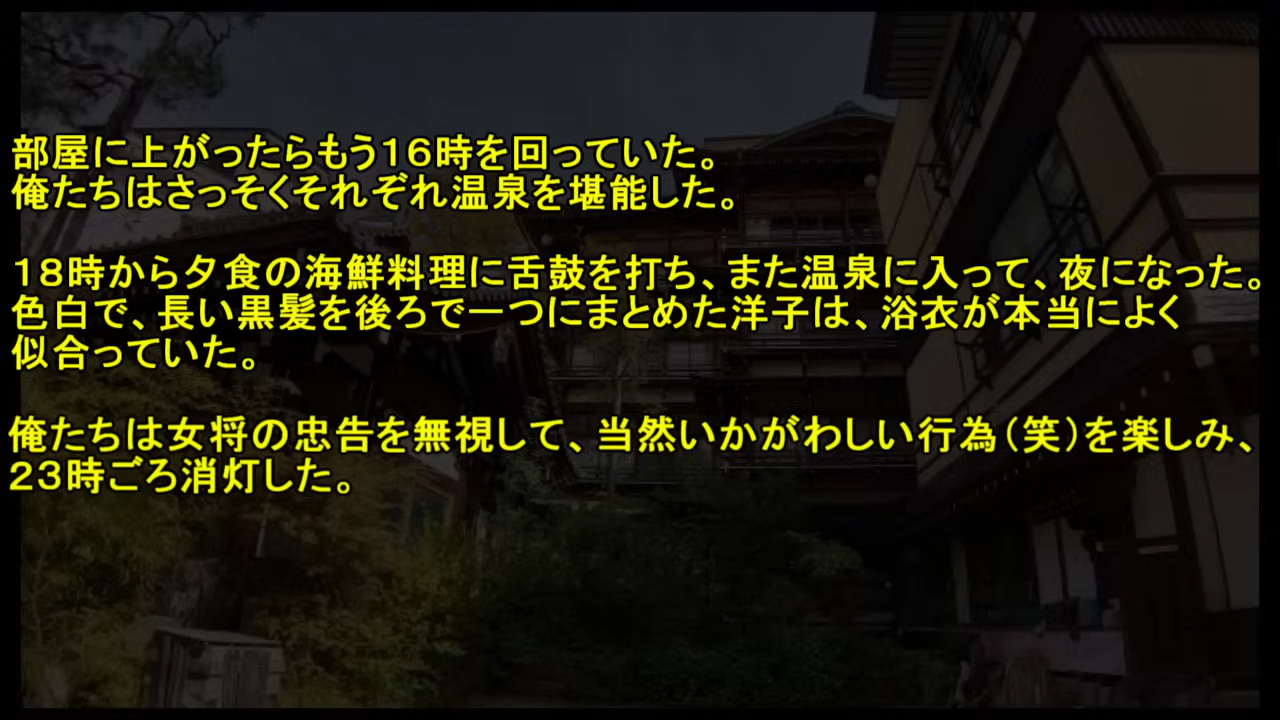 部屋に上がったらもう16時を回っていた。
俺たちはさっそくそれぞれ温泉を堪能した。
18時から夕食の海鮮料理に舌鼓を打ち、また温泉に入って、夜になった。
色白で、長い黒髪を後ろで一つにまとめた洋子は、浴衣が本当によく
似合っていた。
俺たちは女将の忠告を無視して、当然いかがわしい行為(笑)を楽しみ、
23時ごろ消灯した。